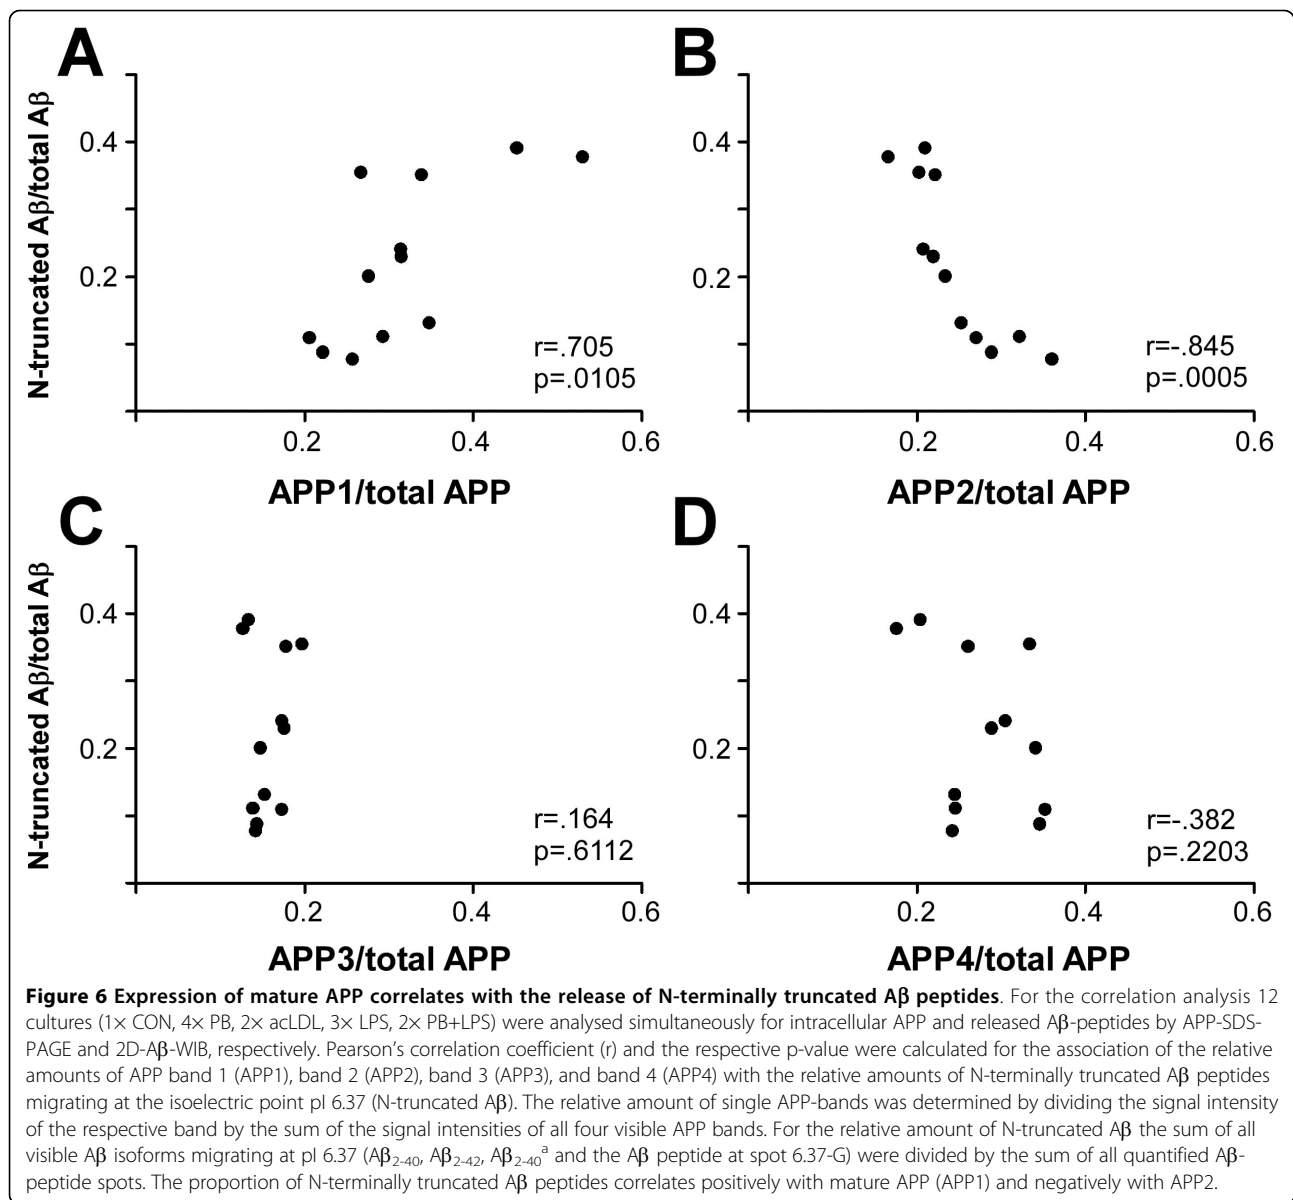 A
N-truncated Aβ/total Aβ
0.4
0.2
r=.705
p=.0105
0.2 0.4 0.6
APP1/total APP
B
0.4
0.2
r=-.845
p=.0005
0.2 0.4 0.6
APP2/total APP
C
N-truncated Aβ/total Aβ
0.4
0.2
r=.164
p=.6112
0.2 0.4 0.6
APP3/total APP
D
0.4
0.2
r=-.382
p=.2203
0.2 0.4 0.6
APP4/total APP
Figure 6 Expression of mature APP correlates with the release of N-terminally truncated Aβ peptides. For the correlation analysis 12
cultures (1× CON, 4× PB, 2× acLDL, 3× LPS, 2× PB+LPS) were analysed simultaneously for intracellular APP and released Aβ-peptides by APP-SDS-
PAGE and 2D-Aβ-WIB, respectively. Pearson's correlation coefficient (r) and the respective p-value were calculated for the association of the relative
amounts of APP band 1 (APP1), band 2 (APP2), band 3 (APP3), and band 4 (APP4) with the relative amounts of N-terminally truncated Aβ peptides
migrating at the isoelectric point pI 6.37 (N-truncated Aβ). The relative amount of single APP-bands was determined by dividing the signal intensity
of the respective band by the sum of the signal intensities of all four visible APP bands. For the relative amount of N-truncated Aβ the sum of all
visible Aβ isoforms migrating at pI 6.37 (Aβ2-40, Aβ2-42, Aβ2-40a and the Aβ peptide at spot 6.37-G) were divided by the sum of all quantified Aβ-
peptide spots. The proportion of N-terminally truncated Aβ peptides correlates positively with mature APP (APP1) and negatively with APP2.